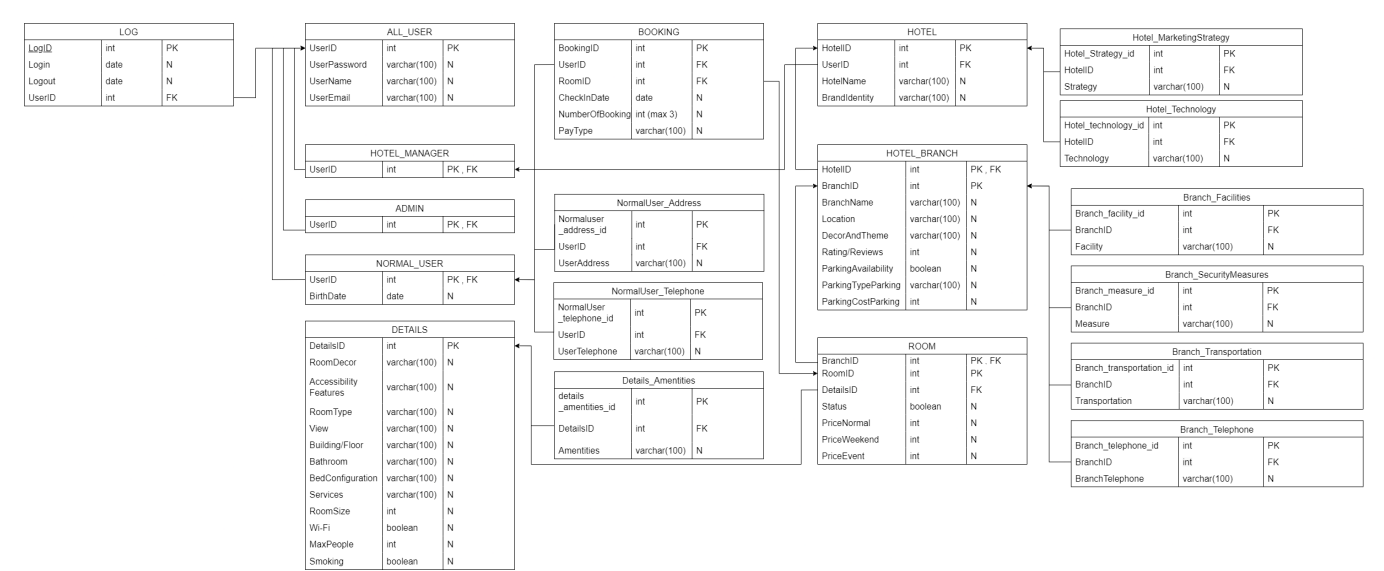 LOG
LogID int PK
Login date N
Logout date N
UserID int FK
ALL_USER
UserID int PK
UserPassword varchar(100) N
UserName varchar(100) N
UserEmail varchar(100) N
HOTEL_MANAGER
UserID int PK , FK
ADMIN
UserID int PK , FK
NORMAL_USER
UserID int PK , FK
BirthDate date N
DETAILS
DetailsID int PK
RoomDecor varchar(100) N
Accessibility
Features varchar(100) N
RoomType varchar(100) N
View varchar(100) N
Building/Floor varchar(100) N
Bathroom varchar(100) N
BedConfiguration varchar(100) N
Services varchar(100) N
RoomSize int N
Wi-Fi boolean N
MaxPeople int N
Smoking boolean N
BOOKING
BookingID int PK
UserID int FK
RoomID int FK
CheckInDate date N
NumberOfBooking int (max 3) N
PayType varchar(100) N
NormalUser_Address
Normaluser
_address_id int PK
UserID int FK
UserAddress varchar(100) N
NormalUser_Telephone
NormalUser
_telephone_id int PK
UserID int FK
UserTelephone varchar(100) N
Details_Amentities
details
_amentities_id int PK
DetailsID int FK
Amentities varchar(100) N
HOTEL
HotelID int PK
UserID int FK
HotelName varchar(100) N
BrandIdentity varchar(100) N
HOTEL_BRANCH
HotelID int PK , FK
BranchID int PK
BranchName varchar(100) N
Location varchar(100) N
DecorAndTheme varchar(100) N
Rating/Reviews int N
ParkingAvailability boolean N
ParkingTypeParking varchar(100) N
ParkingCostParking int N
ROOM
BranchID int PK , FK
RoomID int PK
DetailsID int FK
Status boolean N
PriceNormal int N
PriceWeekend int N
PriceEvent int N
Hotel_MarketingStrategy
Hotel_Strategy_id int PK
HotelID int FK
Strategy varchar(100) N
Hotel_Technology
Hotel_technology_id int PK
HotelID int FK
Technology varchar(100) N
Branch_Facilities
Branch_facility_id int PK
BranchID int FK
Facility varchar(100) N
Branch_SecurityMeasures
Branch_measure_id int PK
BranchID int FK
Measure varchar(100) N
Branch_Transportation
Branch_transportation_id int PK
BranchID int FK
Transportation varchar(100) N
Branch_Telephone
Branch_telephone_id int PK
BranchID int FK
BranchTelephone varchar(100) N